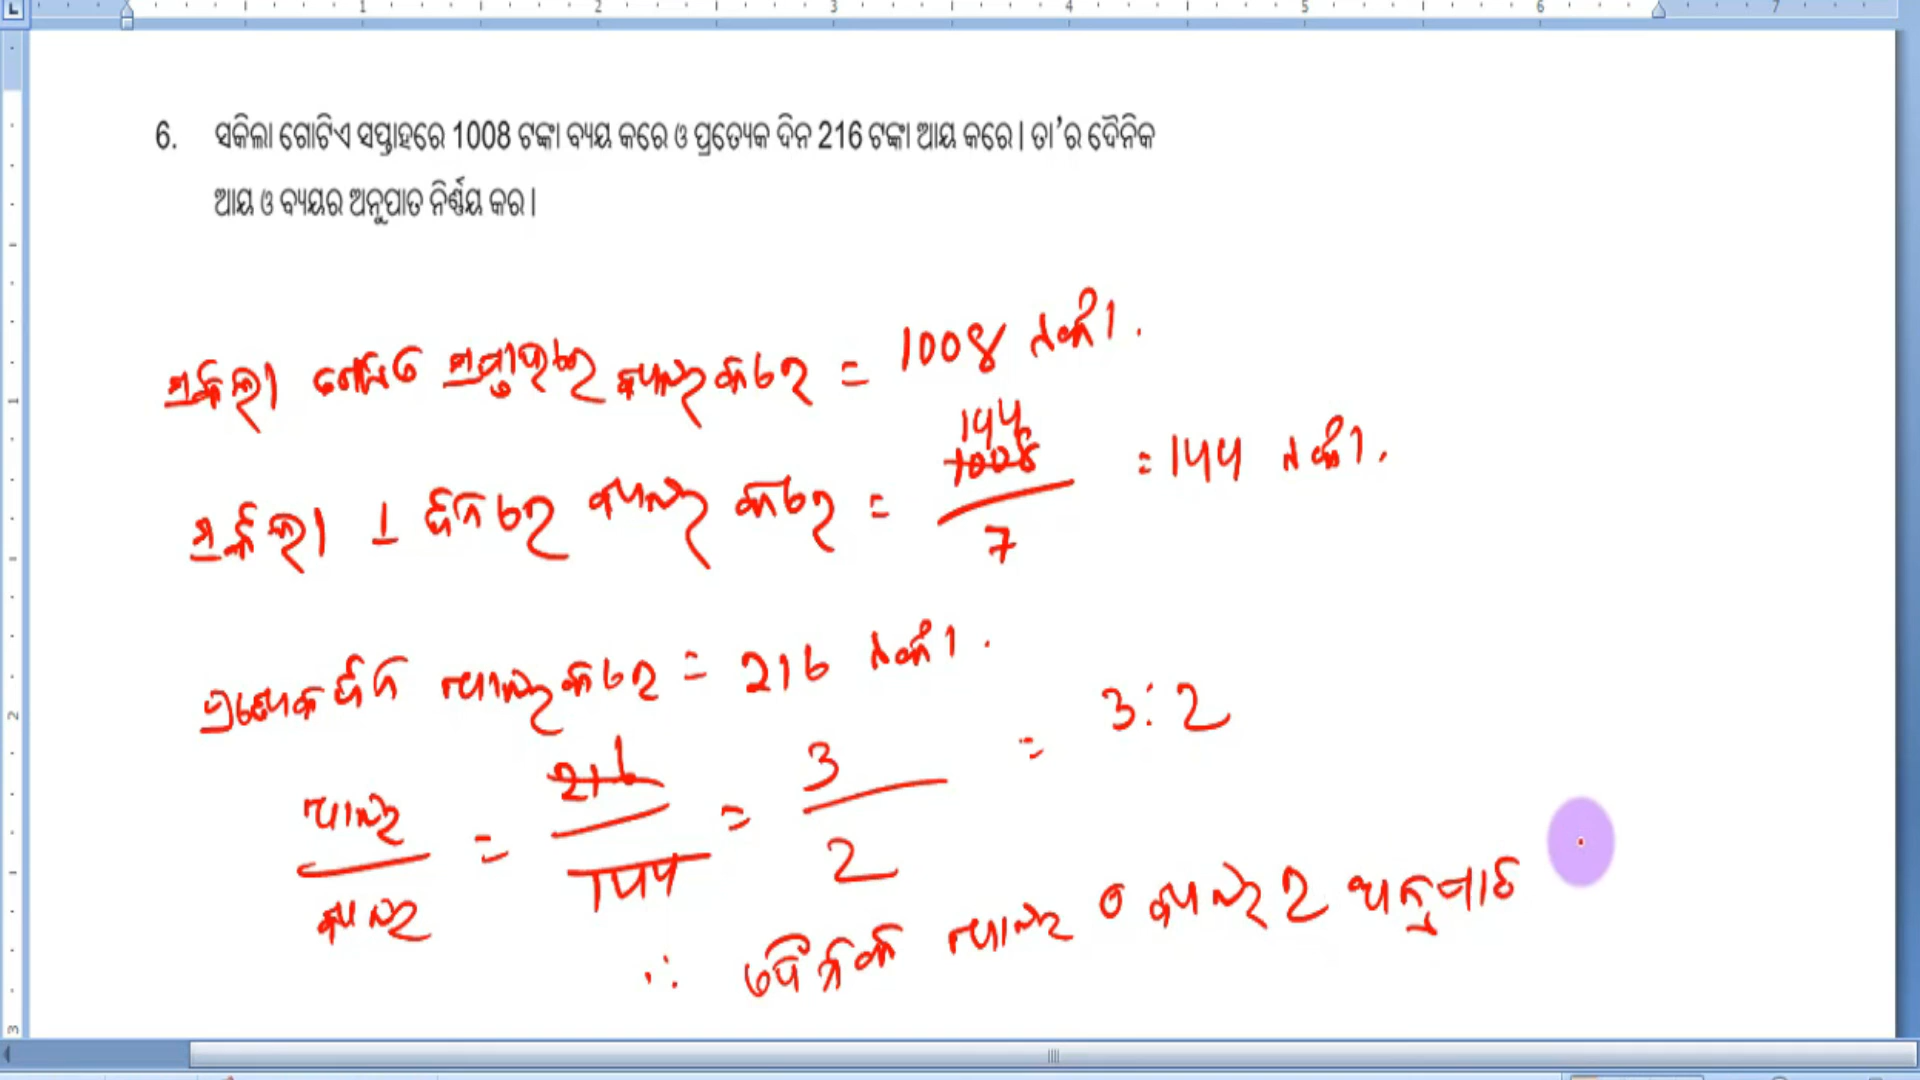 6. ସକିଲା ଗୋଟିଏ ସପ୍ତାହରେ 1008 ଟଙ୍କା ବ୍ୟୟ କରେ ଓ ପ୍ରତ୍ୟେକ ଦିନ 216 ଟଙ୍କା ଆୟ କରେ । ତା'ର ଦୈନିକ
ଆୟ ଓ ବ୍ୟୟର ଅନୁପାତ ନିର୍ଣ୍ଣୟ କର ।
ସକିଲା ଗୋଟିଏ ସପ୍ତାହରେ ବ୍ୟୟ କରେ = 1008 ଟଙ୍କା.
ସକିଲା 1 ଦିନରେ ବ୍ୟୟ କରେ = 144 1008 / 7 = 144 ଟଙ୍କା.
ପ୍ରତ୍ୟେକ ଦିନ ଆୟ କରେ = 216 ଟଙ୍କା.
ଆୟ / ବ୍ୟୟ = 216 / 144 = 3 / 2 = 3:2
∴ ଦୈନିକ ଆୟ ଓ ବ୍ୟୟର ଅନୁପାତ